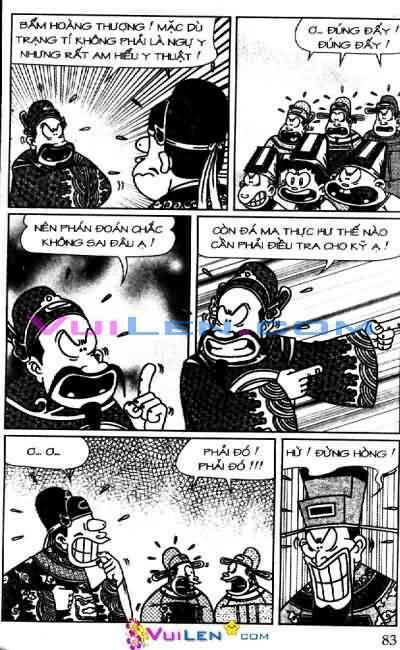 BẨM HOÀNG THƯỢNG! MẶC DÙ
TRẠNG TÍ KHÔNG PHẢI LÀ NGỰ Y
NHƯNG RẤT AM HIỂU Y THUẬT!
Ơ... ĐÚNG ĐẤY!
ĐÚNG ĐẤY!
NÊN PHÁN ĐOÁN CHẮC
KHÔNG SAI ĐÂU Ạ!
CÒN ĐÁ MA THỰC HƯ THẾ NÀO
CẦN PHẢI ĐIỀU TRA CHO KỸ Ạ!
VUILEN.COM
Ơ... Ơ...
PHẢI ĐÓ!
PHẢI ĐÓ!!!
HỪ! ĐỪNG HÒNG!
83
VUILEN.COM